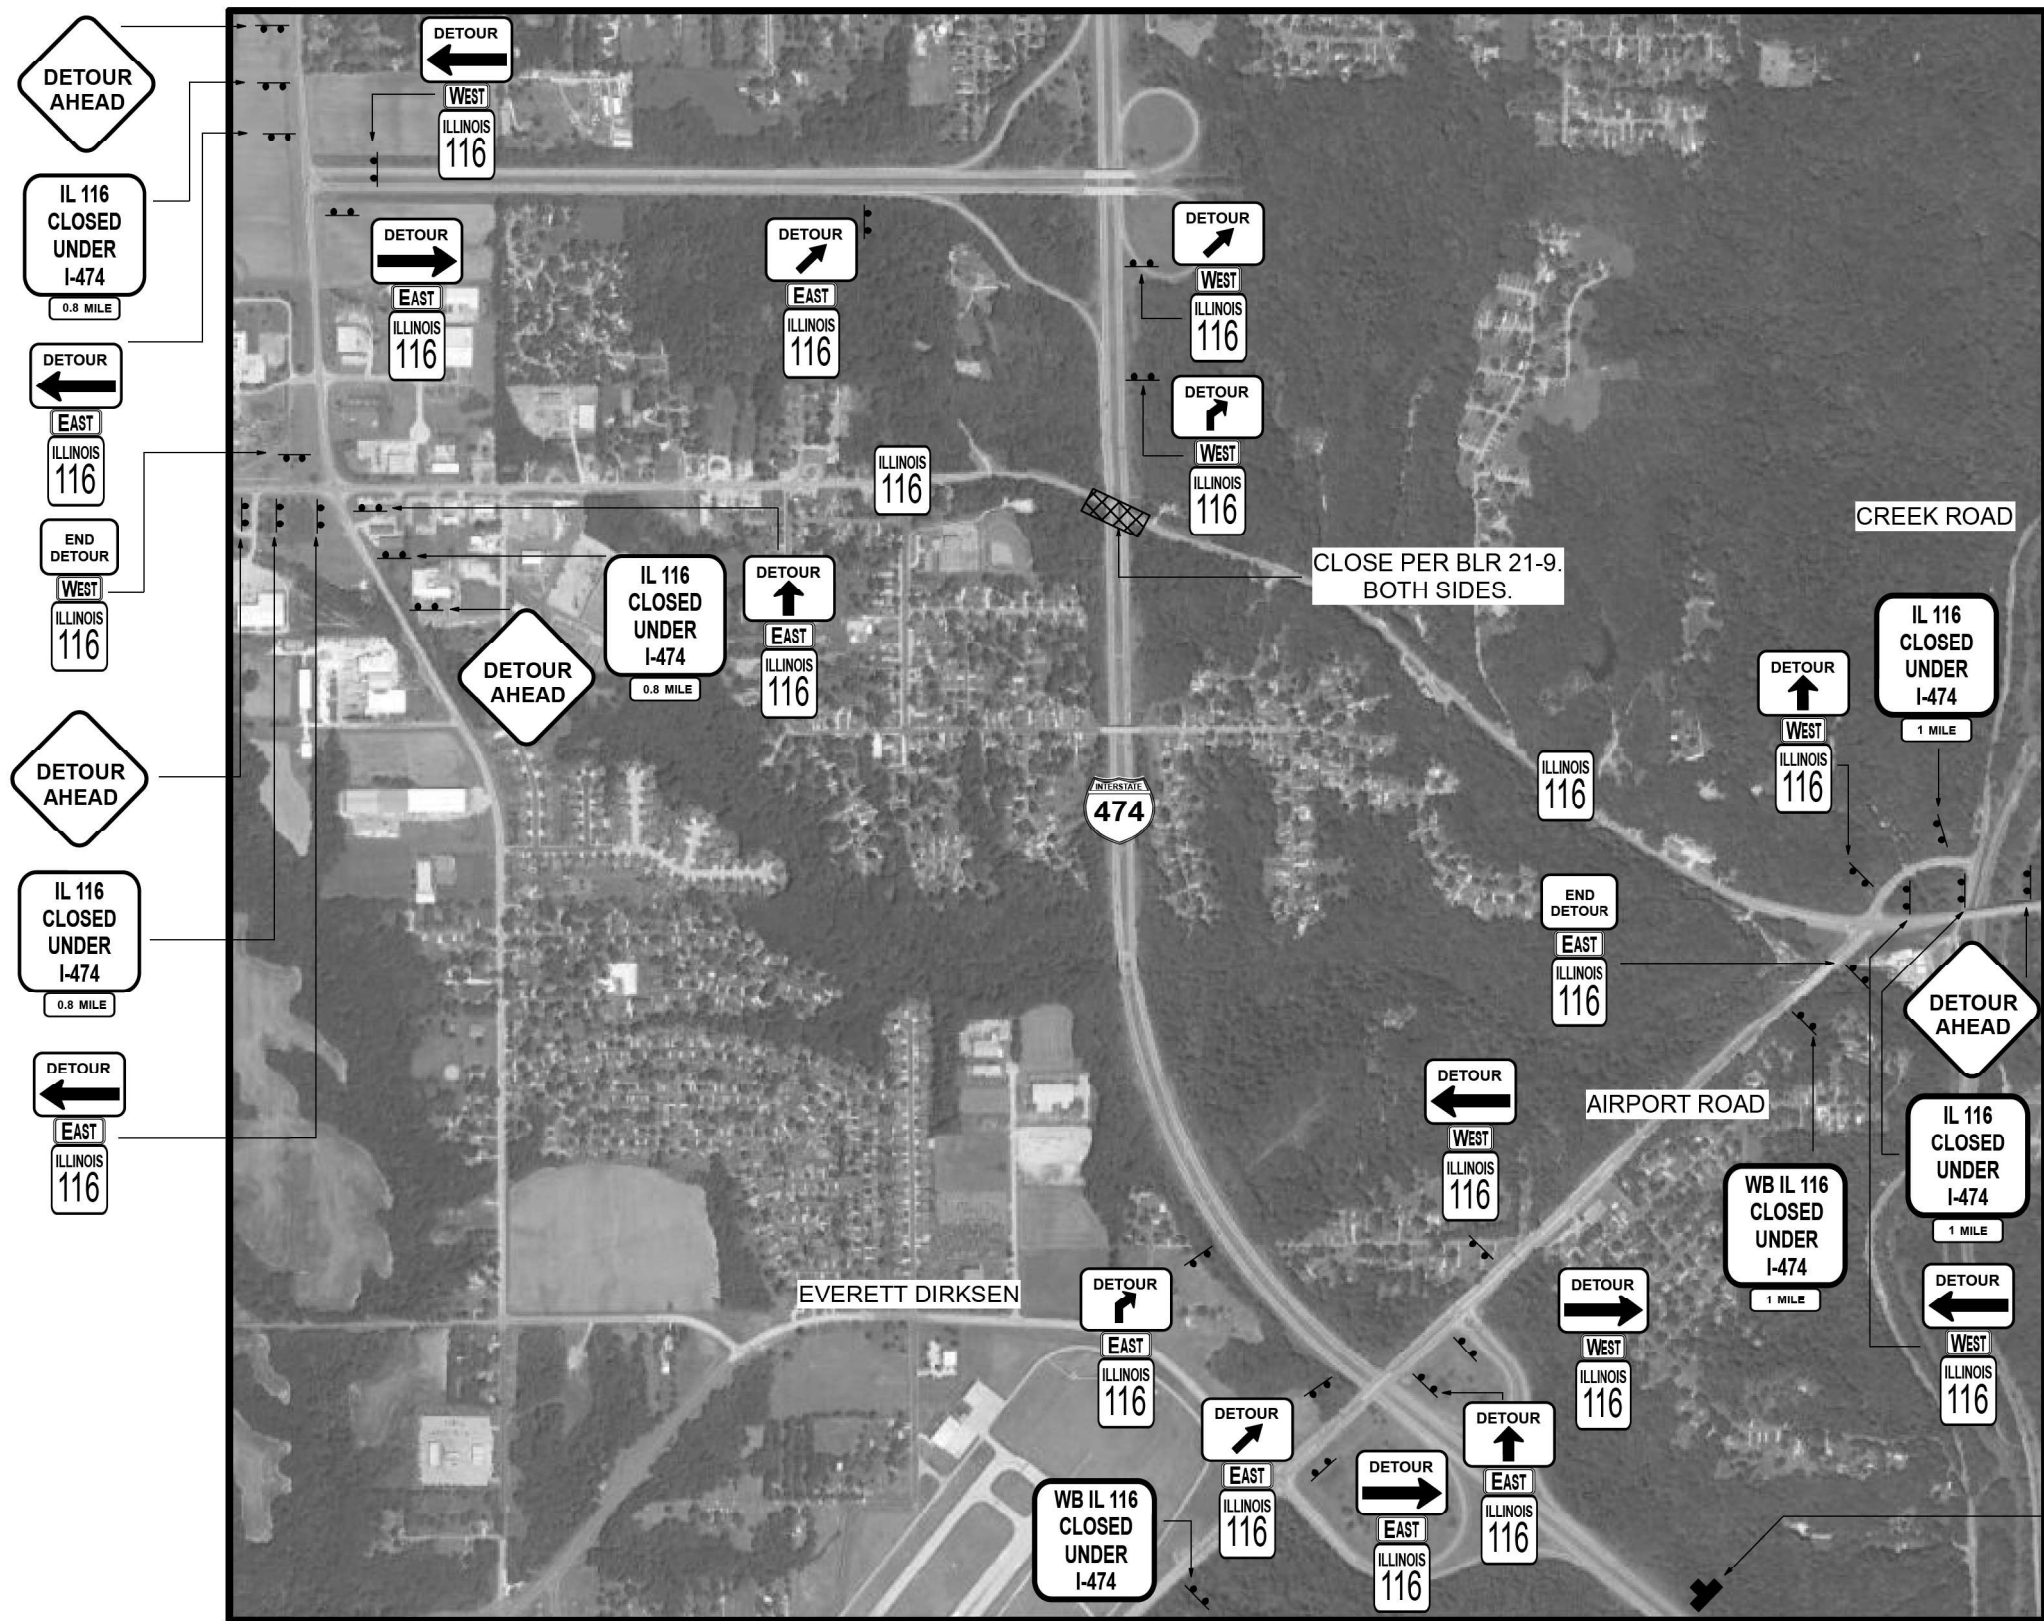 DETOUR
AHEAD
IL 116
CLOSED
UNDER
I-474
0.8 MILE
DETOUR
EAST
ILLINOIS
116
END
DETOUR
WEST
ILLINOIS
116
DETOUR
AHEAD
IL 116
CLOSED
UNDER
I-474
0.8 MILE
DETOUR
EAST
ILLINOIS
116
DETOUR
WEST
ILLINOIS
116
DETOUR
EAST
ILLINOIS
116
DETOUR
EAST
ILLINOIS
116
DETOUR
WEST
ILLINOIS
116
DETOUR
WEST
ILLINOIS
116
ILLINOIS
116
CLOSE PER BLR 21-9.
BOTH SIDES.
CREEK ROAD
DETOUR
AHEAD
IL 116
CLOSED
UNDER
I-474
0.8 MILE
DETOUR
EAST
ILLINOIS
116
INTERSTATE
474
ILLINOIS
116
DETOUR
WEST
ILLINOIS
116
IL 116
CLOSED
UNDER
I-474
1 MILE
END
DETOUR
EAST
ILLINOIS
116
DETOUR
AHEAD
DETOUR
WEST
ILLINOIS
116
AIRPORT ROAD
WB IL 116
CLOSED
UNDER
I-474
1 MILE
IL 116
CLOSED
UNDER
I-474
1 MILE
DETOUR
WEST
ILLINOIS
116
EVERETT DIRKSEN
DETOUR
EAST
ILLINOIS
116
DETOUR
WEST
ILLINOIS
116
DETOUR
EAST
ILLINOIS
116
DETOUR
EAST
ILLINOIS
116
DETOUR
EAST
ILLINOIS
116
WB IL 116
CLOSED
UNDER
I-474